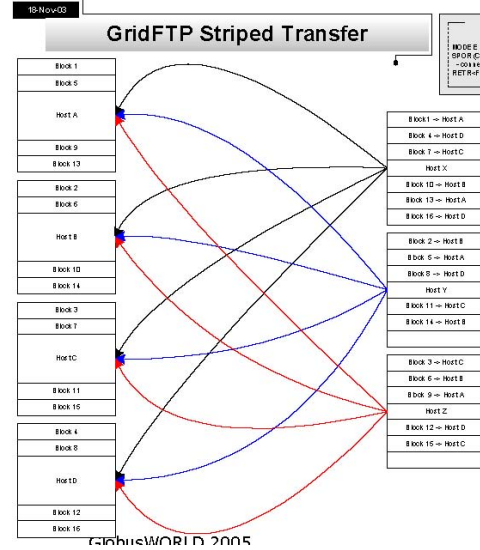 18-Nov-03
GridFTP Striped Transfer
MODE E
Block 1
Block 5
Host A
Block 9
Block 13
Block 2
Block 6
Host B
Block 10
Block 14
Block 3
Block 7
Host C
Block 11
Block 15
Block 4
Block 8
Host D
Block 12
Block 16
Block1 -> Host A
Block 4 -> Host D
Block 7 -> Host C
Host X
Block 10 -> Host B
Block 13 -> Host A
Block 16 -> Host D
Block 2 -> Host B
Block 5 -> Host A
Block 8 -> Host D
Host Y
Block 11 -> Host C
Block 14 -> Host B
Block 3 -> Host C
Block 6 -> Host B
Block 9 -> Host A
Host Z
Block 12 -> Host D
Block 15 -> Host C
GlobusWORLD 2005